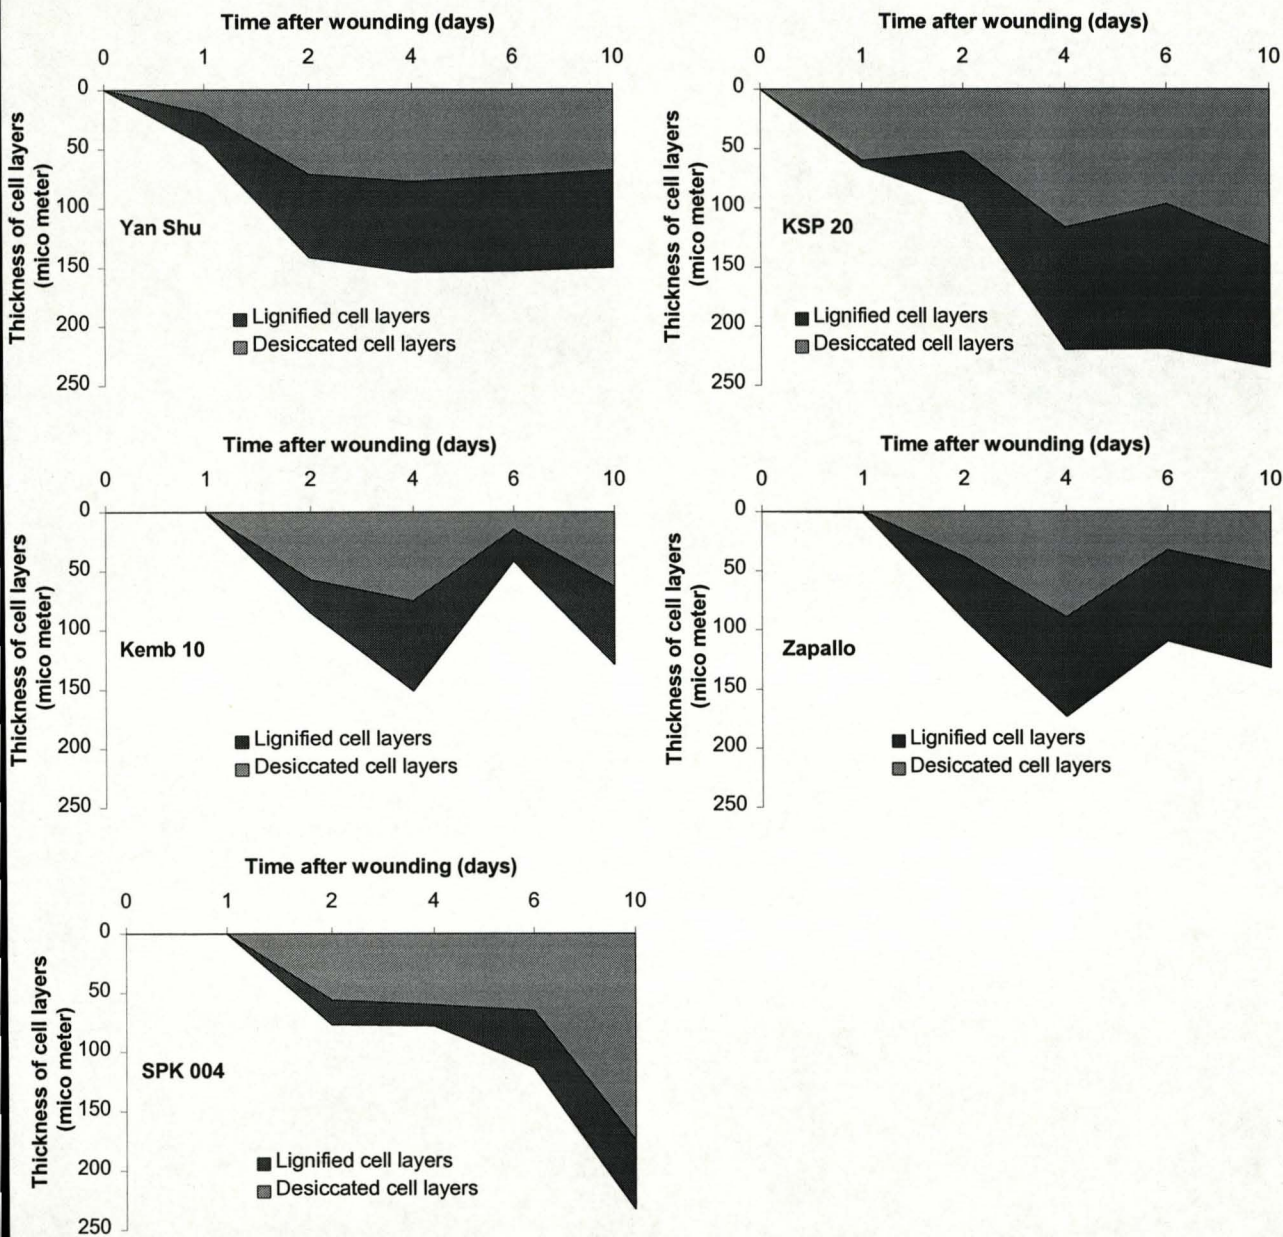 Time after wounding (days)
0 1 2 4 6 10
0
50
100
150
200
250
Thickness of cell layers
(mico meter)
Yan Shu
Lignified cell layers
Desiccated cell layers
Time after wounding (days)
0 1 2 4 6 10
0
50
100
150
200
250
Thickness of cell layers
(mico meter)
KSP 20
Lignified cell layers
Desiccated cell layers
Time after wounding (days)
0 1 2 4 6 10
0
50
100
150
200
250
Thickness of cell layers
(mico meter)
Kemb 10
Lignified cell layers
Desiccated cell layers
Time after wounding (days)
0 1 2 4 6 10
0
50
100
150
200
250
Thickness of cell layers
(mico meter)
Zapallo
Lignified cell layers
Desiccated cell layers
Time after wounding (days)
0 1 2 4 6 10
0
50
100
150
200
250
Thickness of cell layers
(mico meter)
SPK 004
Lignified cell layers
Desiccated cell layers